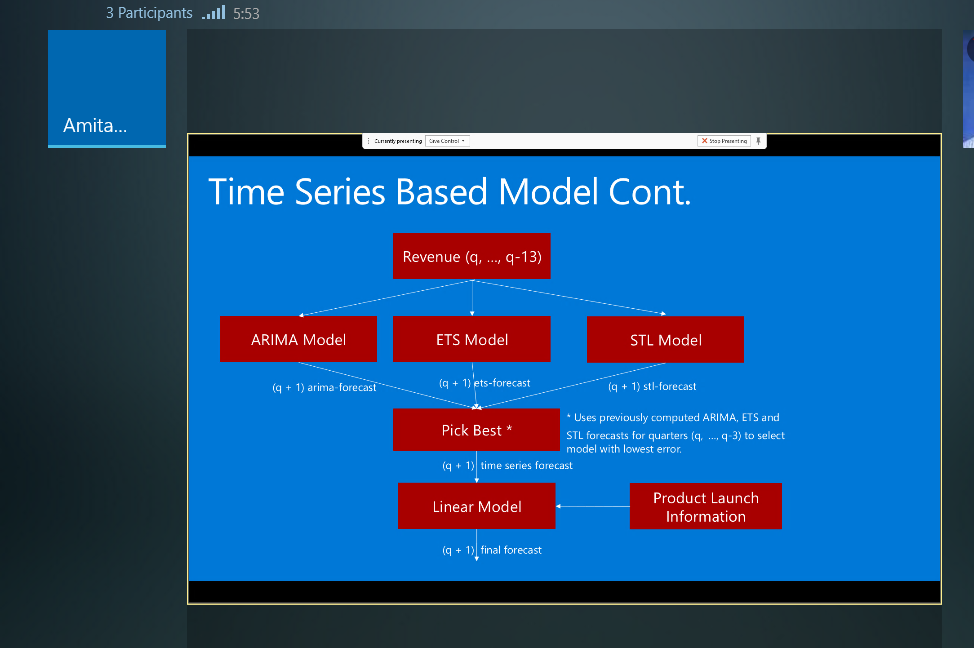 3 Participants 5:53
Amita...
Currently presenting Give Control Stop Presenting
Time Series Based Model Cont.
Revenue (q, ..., q-13)
ARIMA Model ETS Model STL Model
(q + 1) arima-forecast (q + 1) ets-forecast (q + 1) stl-forecast
Pick Best *
* Uses previously computed ARIMA, ETS and
STL forecasts for quarters (q, ..., q-3) to select
model with lowest error.
(q + 1) time series forecast
Linear Model
Product Launch
Information
(q + 1) final forecast